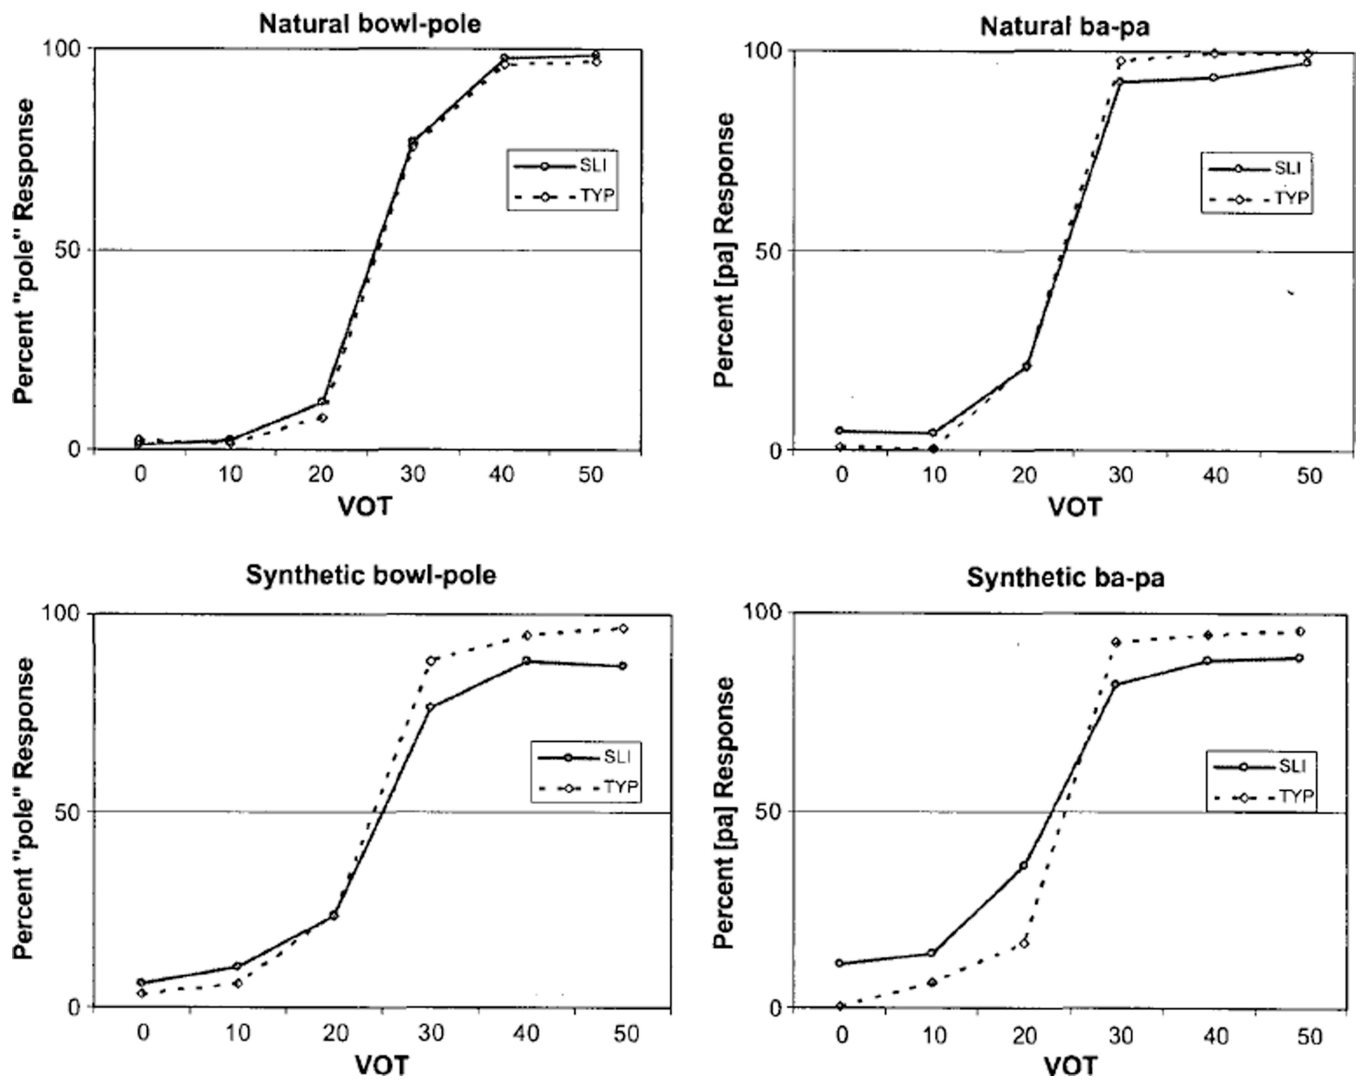 Natural bowl-pole
100
50
0
Percent "pole" Response
SLI
TYP
0 10 20 30 40 50
VOT
Natural ba-pa
100
50
0
Percent [pa] Response
SLI
TYP
0 10 20 30 40 50
VOT
Synthetic bowl-pole
100
50
0
Percent "pole" Response
SLI
TYP
0 10 20 30 40 50
VOT
Synthetic ba-pa
100
50
0
Percent [pa] Response
SLI
TYP
0 10 20 30 40 50
VOT